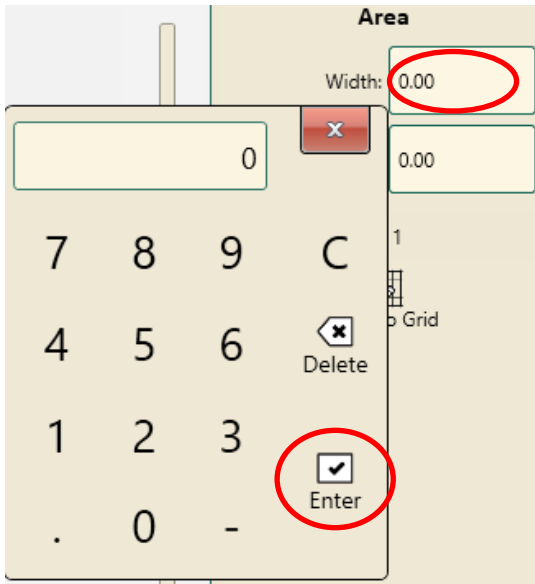 Area
Width: 0.00
x
0
0.00
7 8 9 C
1
4 5 6 Delete
Grid
1 2 3 Enter
. 0 -